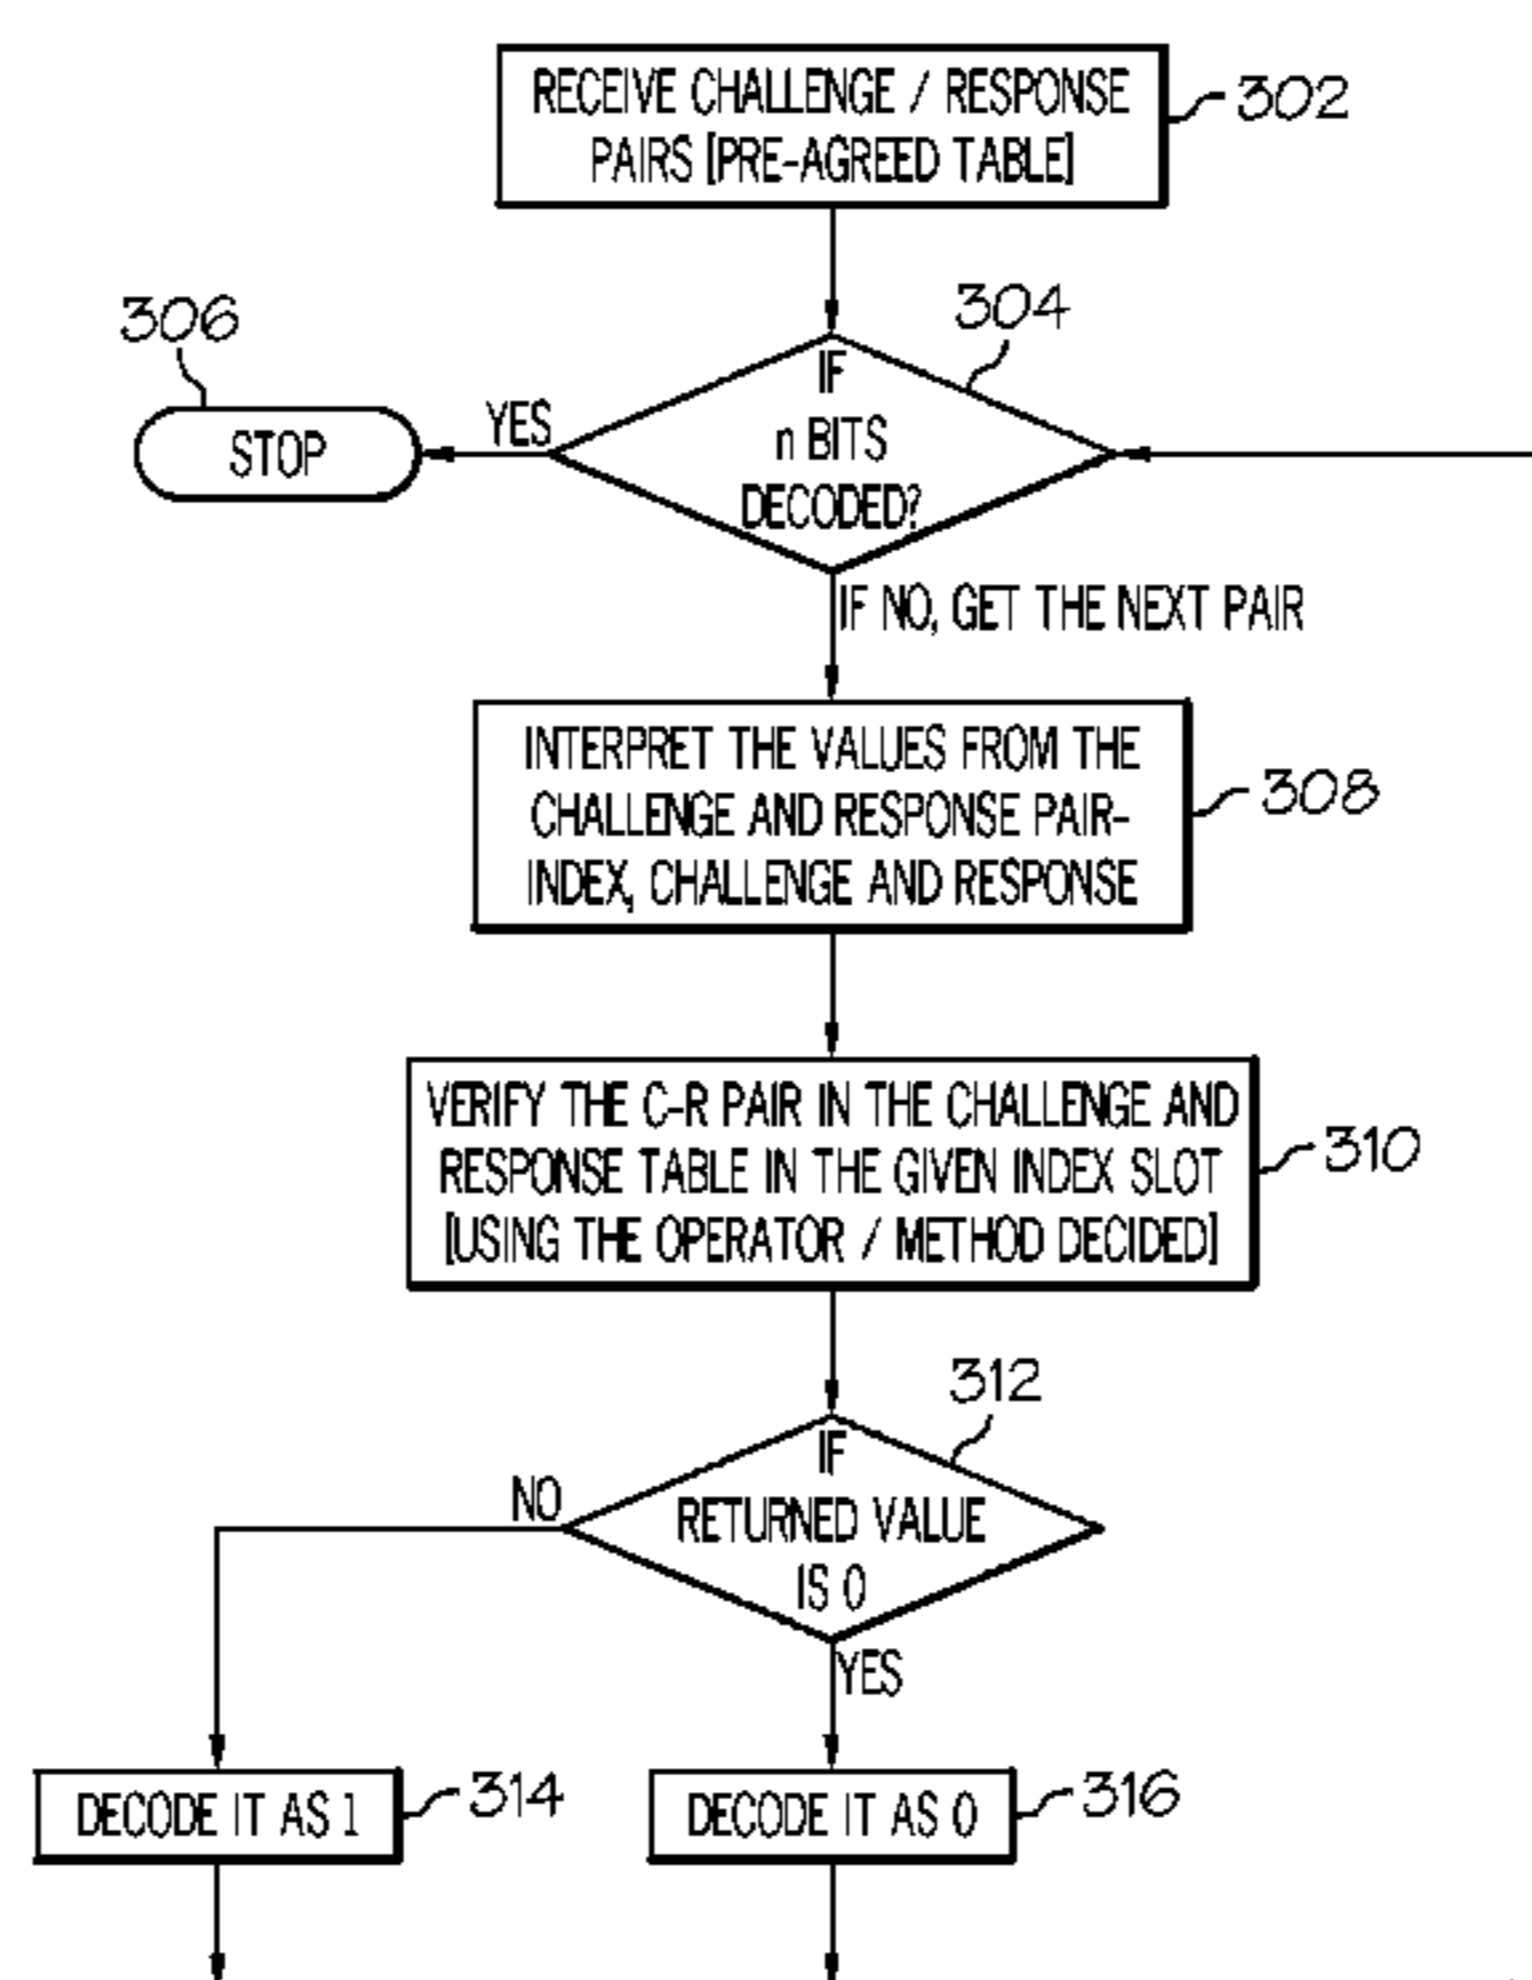 RECEIVE CHALLENGE / RESPONSE
PAIRS [PRE-AGREED TABLE]
302
304
306
IF
n BITS
DECODED?
YES
STOP
IF NO, GET THE NEXT PAIR
INTERPRET THE VALUES FROM THE
CHALLENGE AND RESPONSE PAIR-
INDEX, CHALLENGE AND RESPONSE
308
VERIFY THE C-R PAIR IN THE CHALLENGE AND
RESPONSE TABLE IN THE GIVEN INDEX SLOT
[USING THE OPERATOR / METHOD DECIDED]
310
312
IF
RETURNED VALUE
IS 0
NO
YES
DECODE IT AS 1
314
DECODE IT AS 0
316